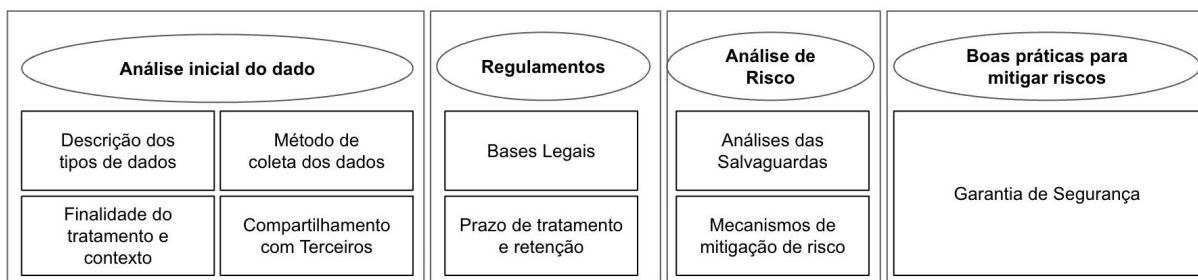 Análise inicial do dado
Descrição dos
tipos de dados
Método de
coleta dos dados
Finalidade do
tratamento e
contexto
Compartilhamento
com Terceiros
Regulamentos
Bases Legais
Prazo de tratamento
e retenção
Análise de
Risco
Análises das
Salvaguardas
Mecanismos de
mitigação de risco
Boas práticas para
mitigar riscos
Garantia de Segurança